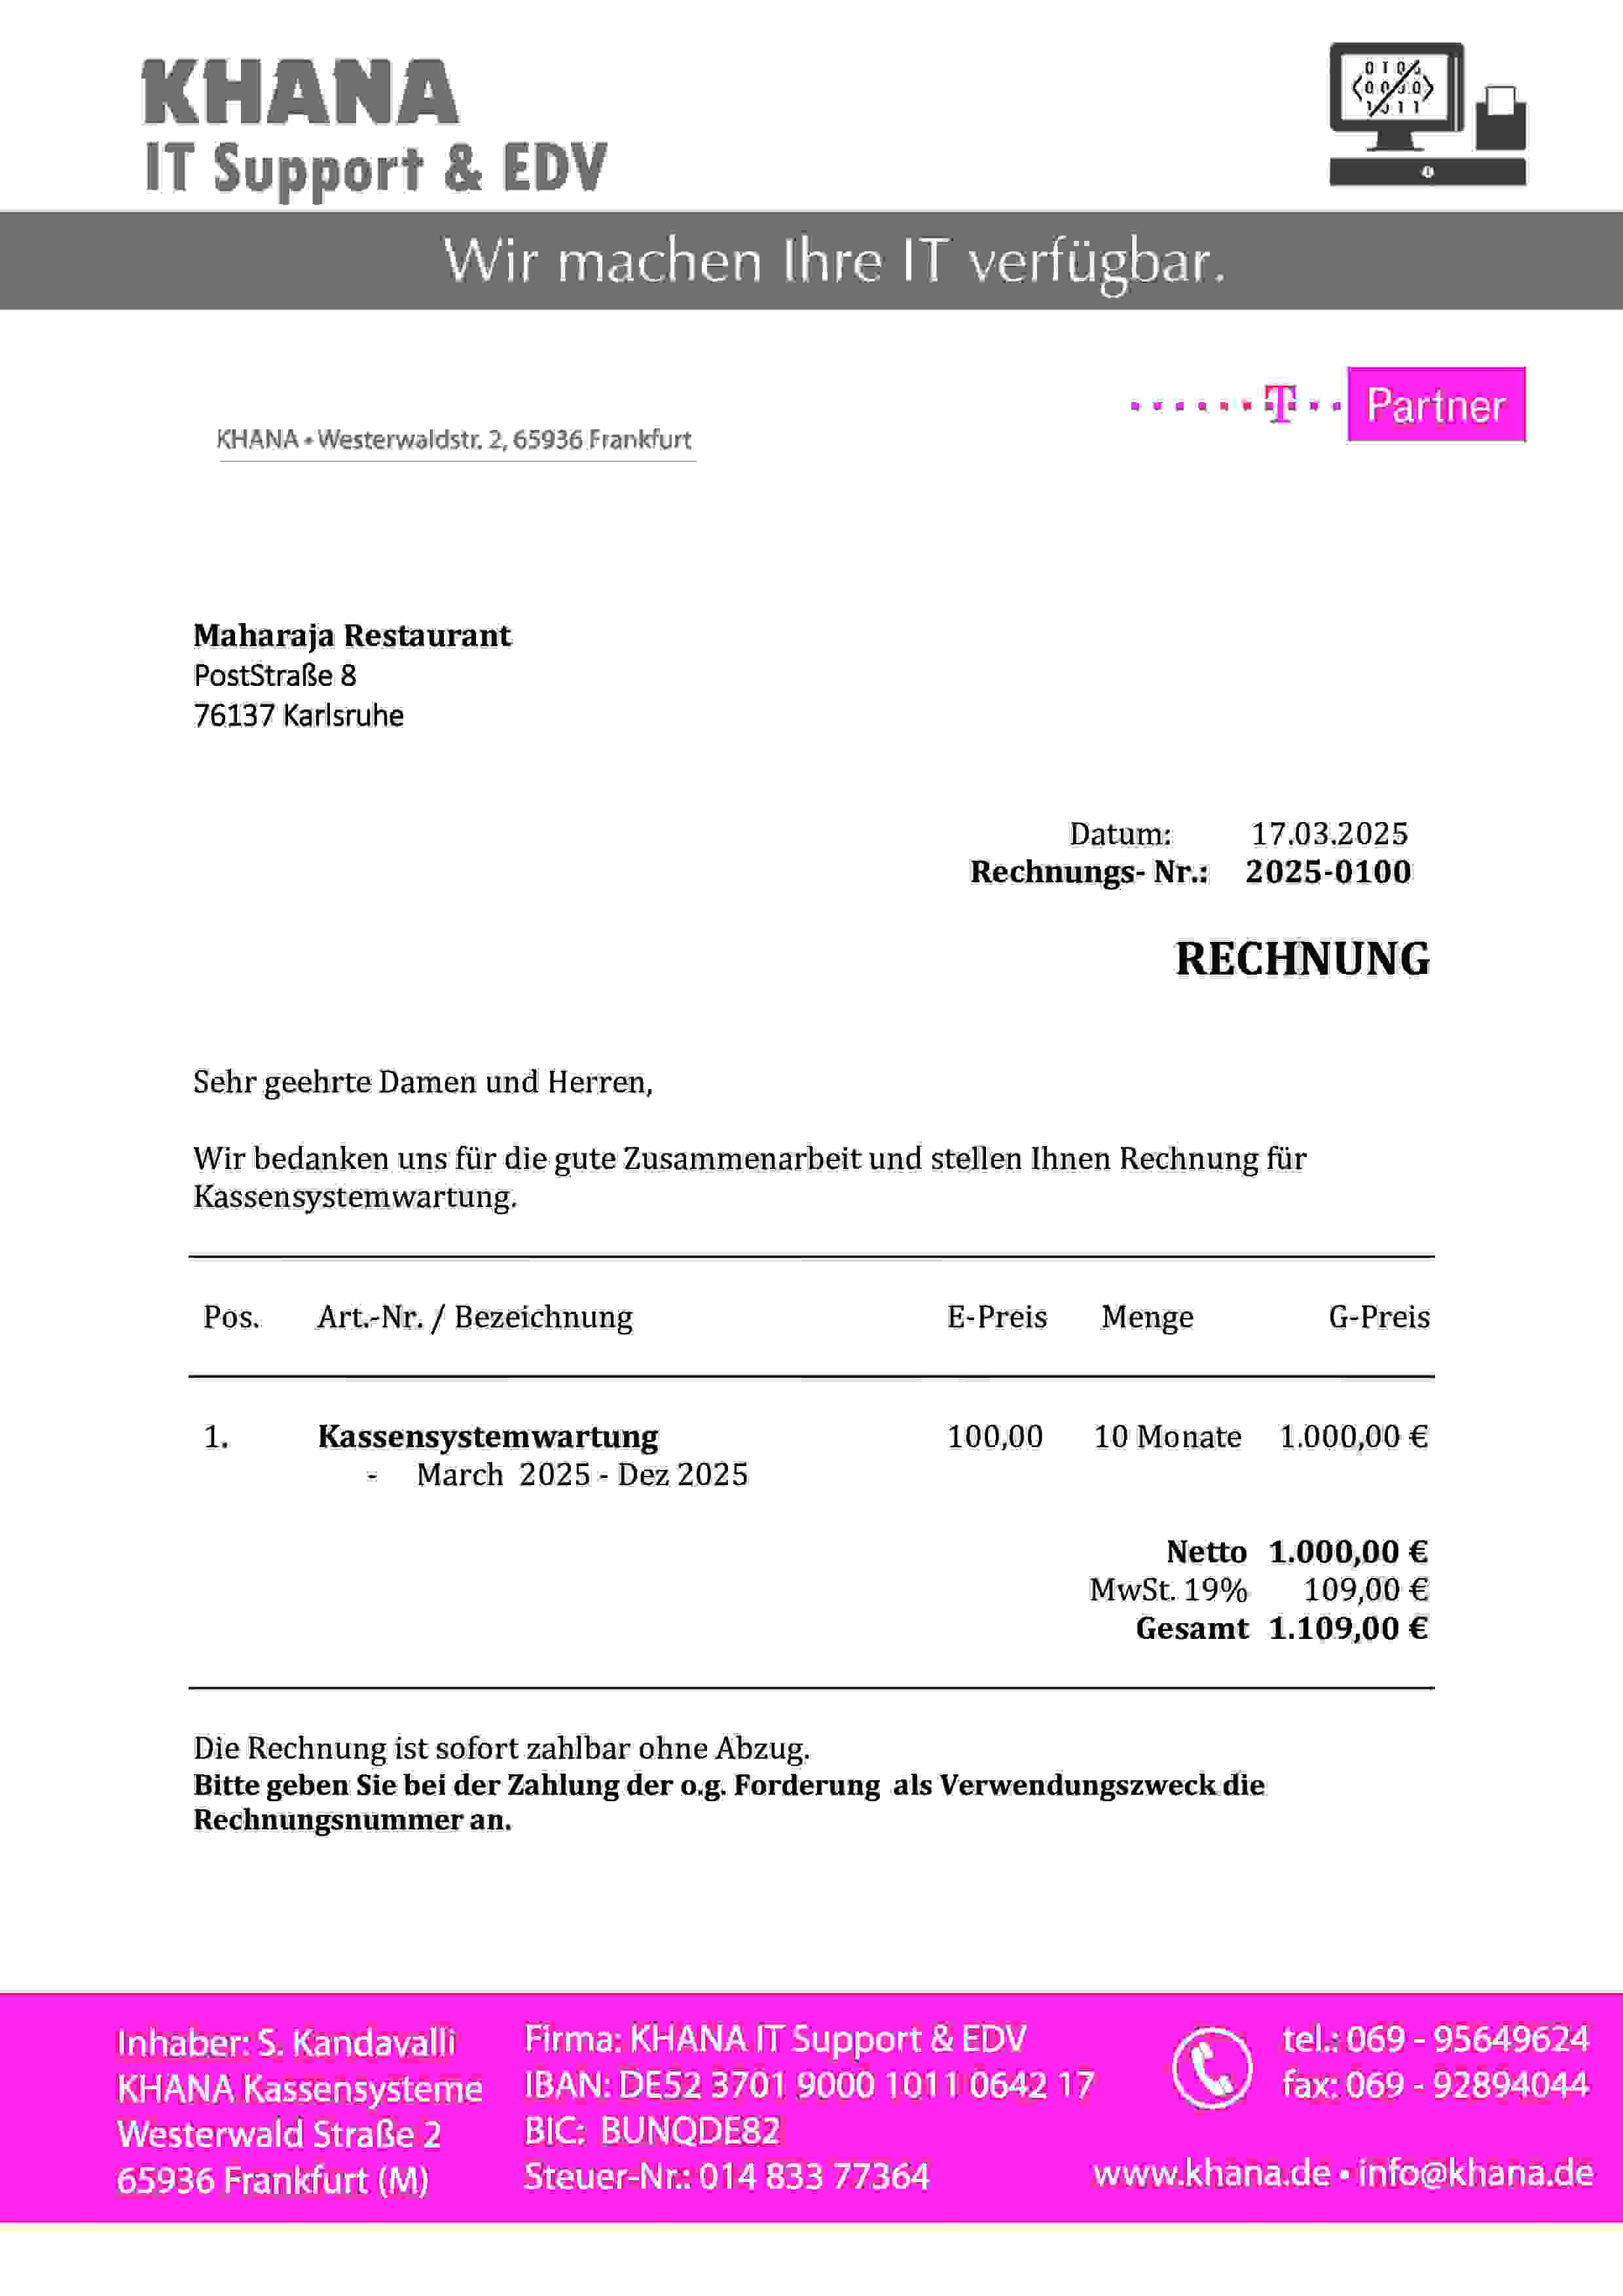 KHANA
IT Support & EDV
Wir machen Ihre IT verfügbar.
T Partner
KHANA • Westerwaldstr. 2, 65936 Frankfurt
Maharaja Restaurant
PostStraße 8
76137 Karlsruhe
Datum: 17.03.2025
Rechnungs- Nr.: 2025-0100
RECHNUNG
Sehr geehrte Damen und Herren,
Wir bedanken uns für die gute Zusammenarbeit und stellen Ihnen Rechnung für
Kassensystemwartung.
Pos. Art.-Nr. / Bezeichnung E-Preis Menge G-Preis
1. Kassensystemwartung 100,00 10 Monate 1.000,00 €
- March 2025 - Dez 2025
Netto 1.000,00 €
MwSt. 19% 109,00 €
Gesamt 1.109,00 €
Die Rechnung ist sofort zahlbar ohne Abzug.
Bitte geben Sie bei der Zahlung der o.g. Forderung als Verwendungszweck die
Rechnungsnummer an.
Inhaber: S. Kandavalli
KHANA Kassensysteme
Westerwald Straße 2
65936 Frankfurt (M)
Firma: KHANA IT Support & EDV
IBAN: DE52 3701 9000 1011 0642 17
BIC: BUNQDE82
Steuer-Nr.: 014 833 77364
tel.: 069 - 95649624
fax: 069 - 92894044
www.khana.de • info@khana.de